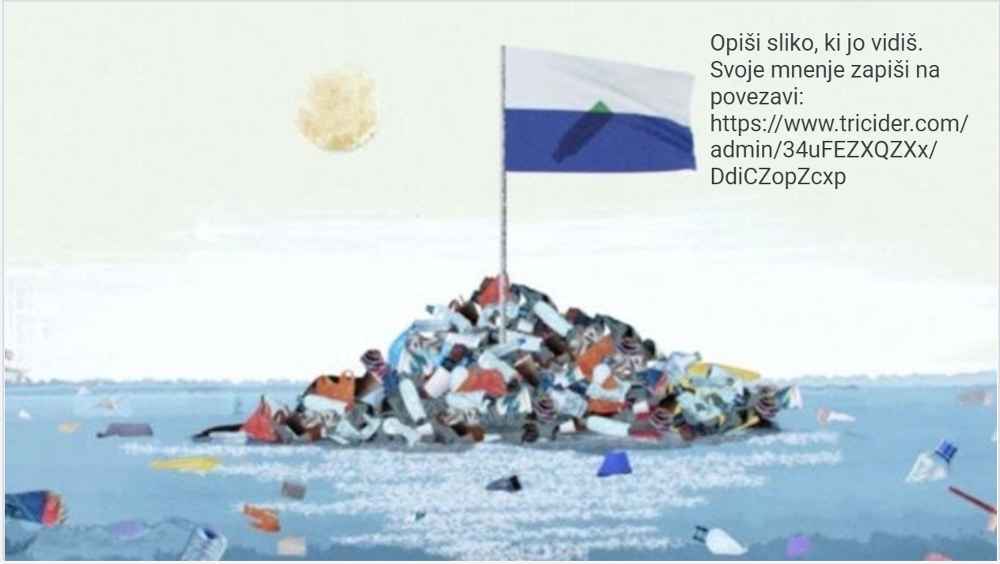 Opiši sliko, ki jo vidiš.
Svoje mnenje zapiši na
povezavi:
https://www.tricider.com/
admin/34uFEZXQZXx/
DdiCZopZcxp